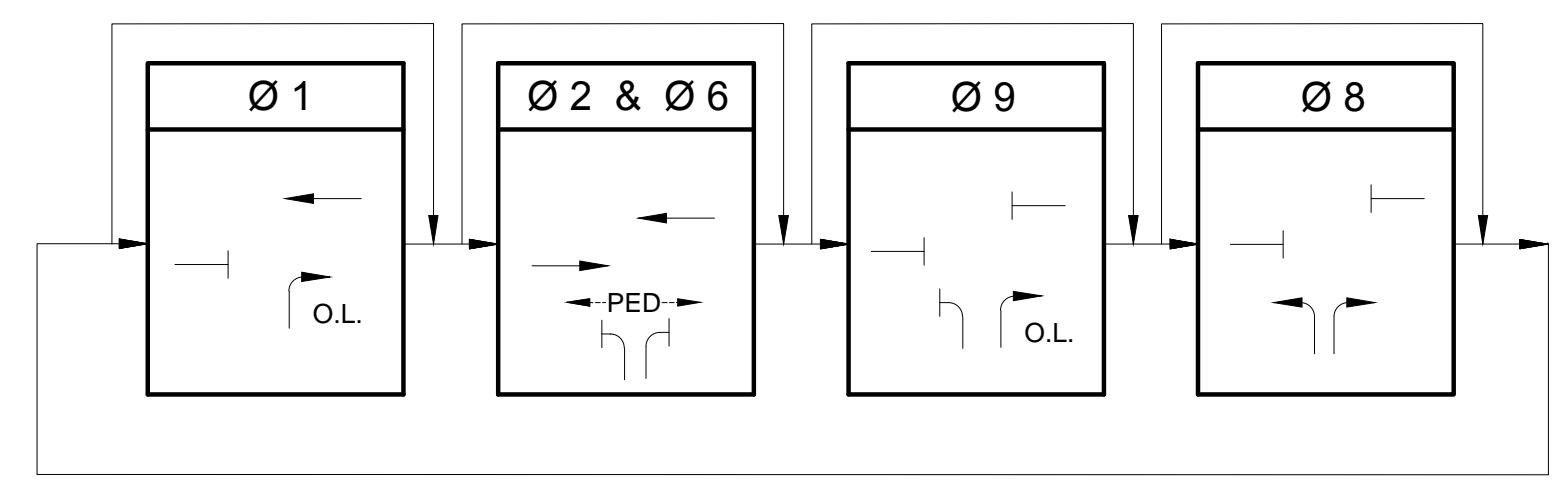 Ø 1
Ø 2 & Ø 6
Ø 9
Ø 8
O.L.
PED
O.L.